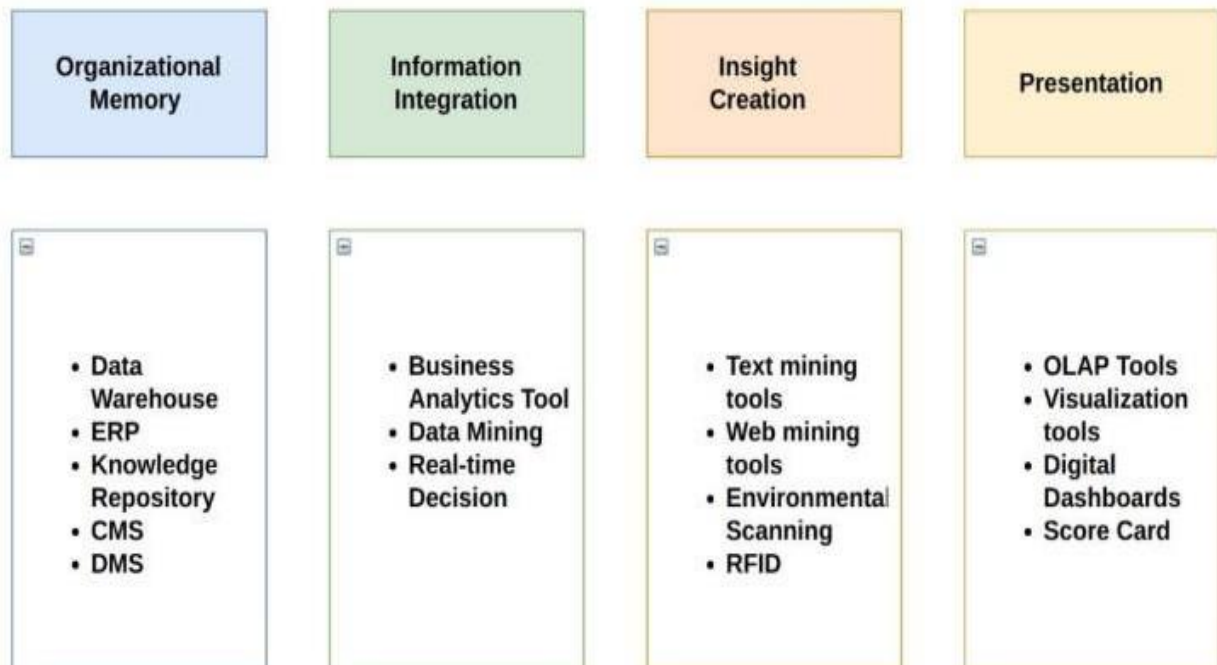 Organizational
Memory
Information
Integration
Insight
Creation
Presentation
• Data
Warehouse
• ERP
• Knowledge
Repository
• CMS
• DMS
• Business
Analytics Tool
• Data Mining
• Real-time
Decision
• Text mining
tools
• Web mining
tools
• Environmental
Scanning
• RFID
• OLAP Tools
• Visualization
tools
• Digital
Dashboards
• Score Card